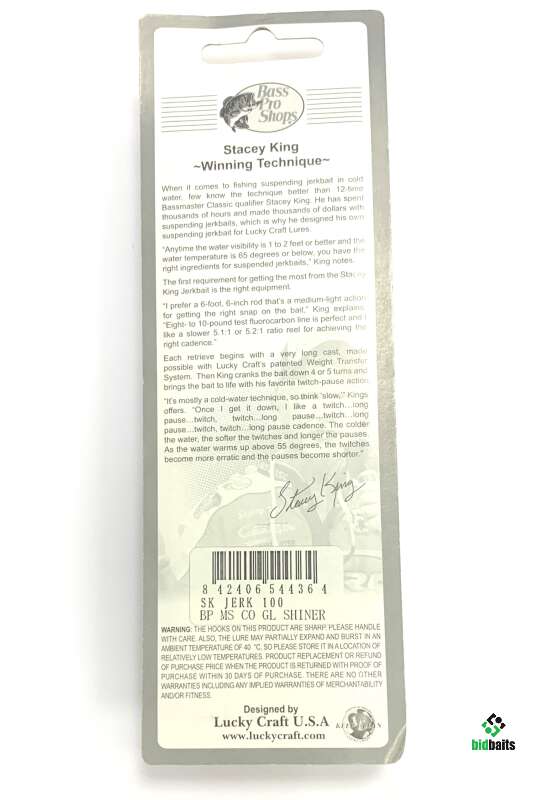 Bass
Pro
Shops
Stacey King
~Winning Technique~
When it comes to fishing suspending jerkbait in cold
water, few know the technique better than 12-time
Bassmaster Classic qualifier Stacey King. He has spent
thousands of hours and made thousands of dollars with
suspending jerkbaits, which is why he designed his own
suspending jerkbait for Lucky Craft Lures.
"Anytime the water visibility is 1 to 2 feet or better and the
water temperature is 65 degrees or below, you have the
right ingredients for suspended jerkbaits," King notes.
The first requirement for getting the most from the Stacey
King Jerkbait is the right equipment.
"I prefer a 6-foot, 6-inch rod that's a medium-light action
for getting the right snap on the bait," King explains.
"Eight- to 10-pound test fluorocarbon line is perfect and I
like a slower 5.1:1 or 5.2:1 ratio reel for achieving the
right cadence."
Each retrieve begins with a very long cast, made
possible with Lucky Craft's patented Weight Transfer
System. Then King cranks the bait down 4 or 5 turns and
brings the bait to life with his favorite twitch-pause action.
"It's mostly a cold-water technique, so think 'slow,'" Kings
offers. "Once I get it down, I like a twitch...long
pause...twitch, twitch...long pause...twitch...long
pause...twitch, twitch...long pause cadence. The colder
the water, the softer the twitches and longer the pauses.
As the water warms up above 55 degrees, the twitches
become more erratic and the pauses become shorter."
Stacey King
8 42406 54436 4
SK JERK 100
BP MS CO GL SHINER
WARNING: THE HOOKS ON THIS PRODUCT ARE SHARP. PLEASE HANDLE
WITH CARE. ALSO, THE LURE MAY PARTIALLY EXPAND AND BURST IN AN
AMBIENT TEMPERATURE OF 40 °C, SO PLEASE STORE IT IN A LOCATION OF
RELATIVELY LOW TEMPERATURES. PRODUCT REPLACEMENT OR REFUND
OF PURCHASE PRICE WHEN THE PRODUCT IS RETURNED WITH PROOF OF
PURCHASE WITHIN 30 DAYS OF PURCHASE. THERE ARE NO OTHER
WARRANTIES INCLUDING ANY IMPLIED WARRANTIES OF MERCHANTABILITY
AND/OR FITNESS.
Designed by
Lucky Craft U.S.A
www.luckycraft.com
bidbaits